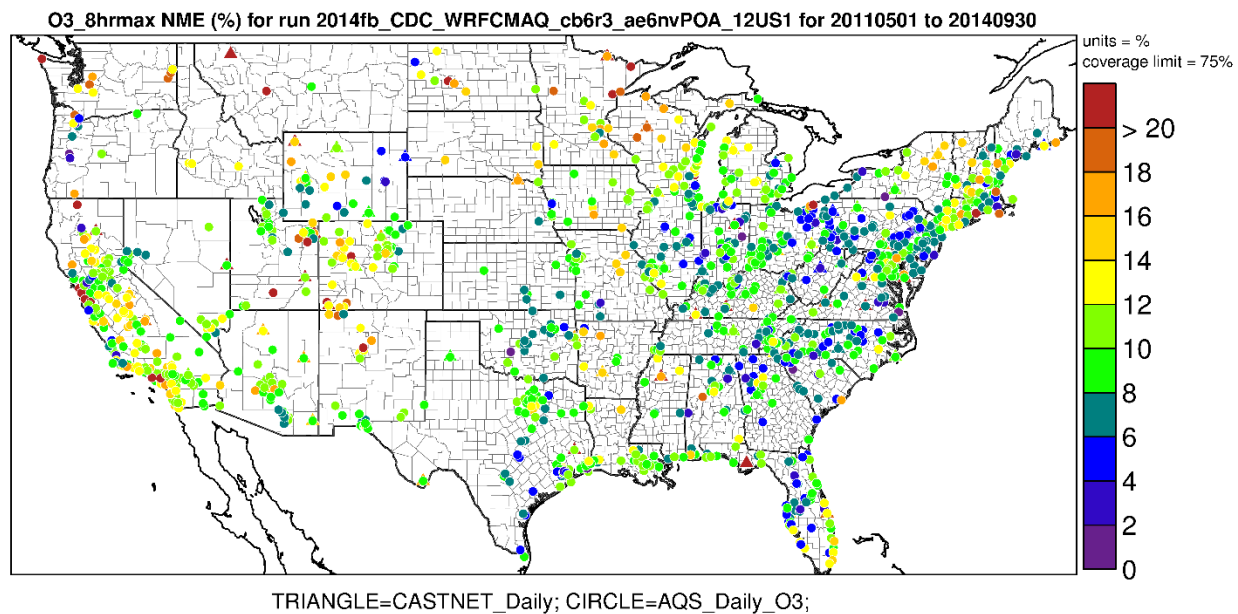 O3_8hrmax NME (%) for run 2014fb_CDC_WRFCMAQ_cb6r3_ae6nvPOA_12US1 for 20110501 to 20140930
units = %
coverage limit = 75%
> 20
18
16
14
12
10
8
6
4
2
0
TRIANGLE=CASTNET_Daily; CIRCLE=AQS_Daily_O3;